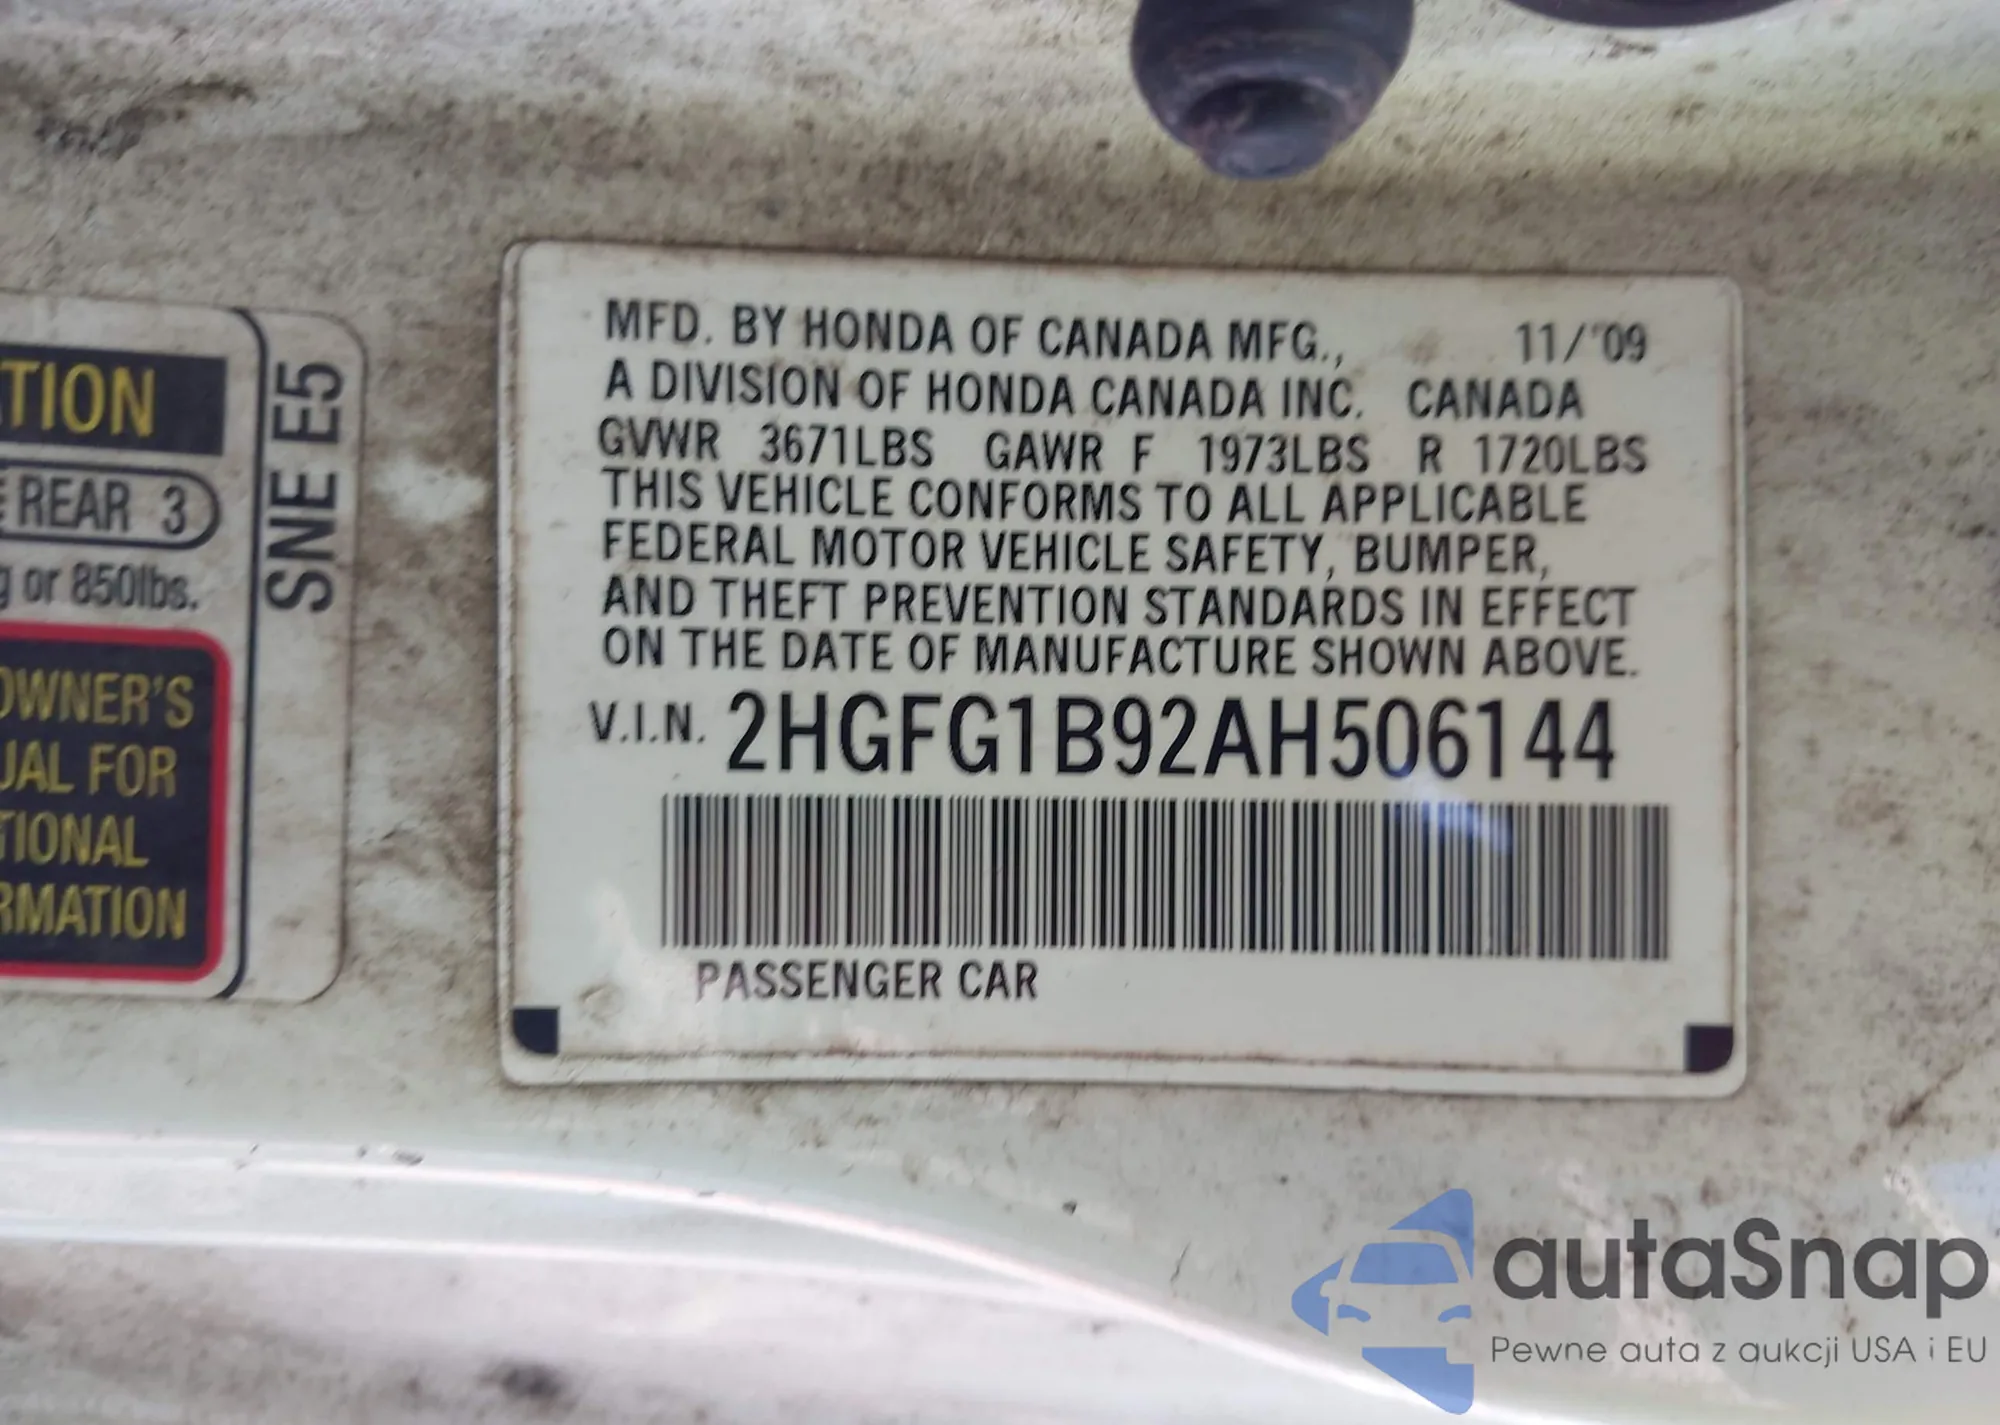 TION
REAR 3
g or 850lbs.
OWNER'S
UAL FOR
TIONAL
RMATION
SNE E5
MFD. BY HONDA OF CANADA MFG., 11/'09
A DIVISION OF HONDA CANADA INC. CANADA
GVWR 3671LBS GAWR F 1973LBS R 1720LBS
THIS VEHICLE CONFORMS TO ALL APPLICABLE
FEDERAL MOTOR VEHICLE SAFETY, BUMPER,
AND THEFT PREVENTION STANDARDS IN EFFECT
ON THE DATE OF MANUFACTURE SHOWN ABOVE.
V.I.N. 2HGFG1B92AH506144
PASSENGER CAR
autaSnap
Pewne auta z aukcji USA i EU